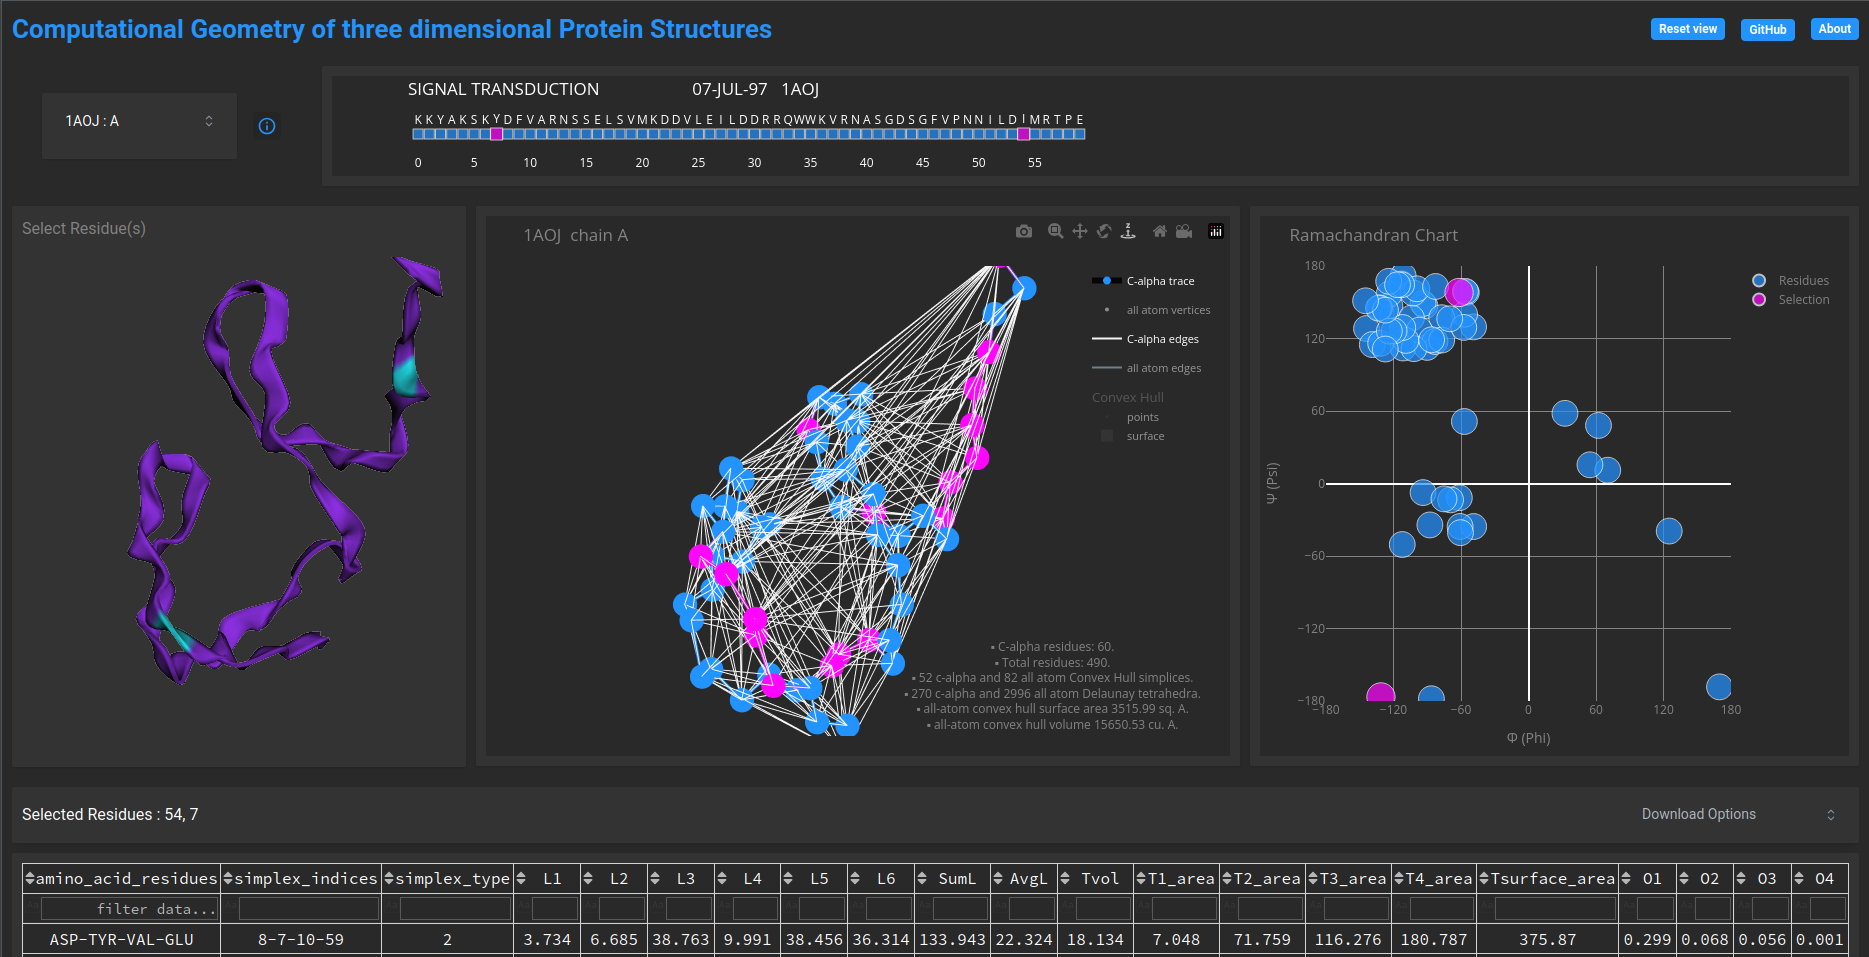 Computational Geometry of three dimensional Protein Structures
Reset view
GitHub
About
1AOJ : A
SIGNAL TRANSDUCTION 07-JUL-97 1AOJ
K K Y A K S K Y D F V A R N S S E L S V M K D D V L E I L D D R R Q W W K V R N A S G D S G F V P N N I L D I M R T P E
0 5 10 15 20 25 30 35 40 45 50 55
Select Residue(s)
1AOJ chain A
C-alpha trace
all atom vertices
C-alpha edges
all atom edges
Convex Hull
points
surface
▪ C-alpha residues: 60.
▪ Total residues: 490.
▪ 52 c-alpha and 82 all atom Convex Hull simplices.
▪ 270 c-alpha and 2996 all atom Delaunay tetrahedra.
▪ all-atom convex hull surface area 3515.99 sq. A.
▪ all-atom convex hull volume 15650.53 cu. A.
Ramachandran Chart
Residues
Selection
180
120
60
0
−60
−120
−180
Ψ (Psi)
−180 −120 −60 0 60 120 180
Φ (Phi)
Selected Residues : 54, 7
Download Options
amino_acid_residues simplex_indices simplex_type L1 L2 L3 L4 L5 L6 SumL AvgL Tvol T1_area T2_area T3_area T4_area Tsurface_area O1 O2 O3 O4
filter data...
ASP-TYR-VAL-GLU 8-7-10-59 2 3.734 6.685 38.763 9.991 38.456 36.314 133.943 22.324 18.134 7.048 71.759 116.276 180.787 375.87 0.299 0.068 0.056 0.001